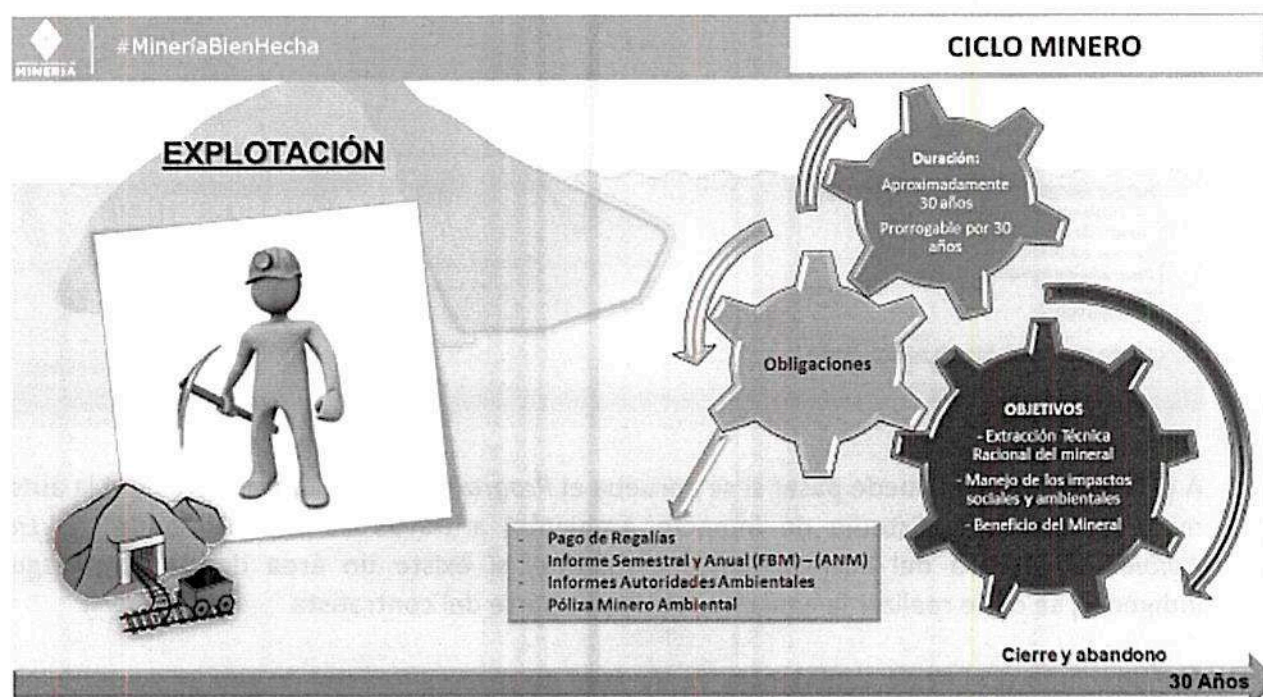 MINERÍA
#MineríaBienHecha
CICLO MINERO
EXPLOTACIÓN
Duración:
Aproximadamente
30 años
Prorrogable por 30
años
Obligaciones
OBJETIVOS
- Extracción Técnica
Racional del mineral
- Manejo de los impactos
sociales y ambientales
- Beneficio del Mineral
- Pago de Regalías
- Informe Semestral y Anual (FBM) – (ANM)
- Informes Autoridades Ambientales
- Póliza Minero Ambiental
Cierre y abandono
30 Años